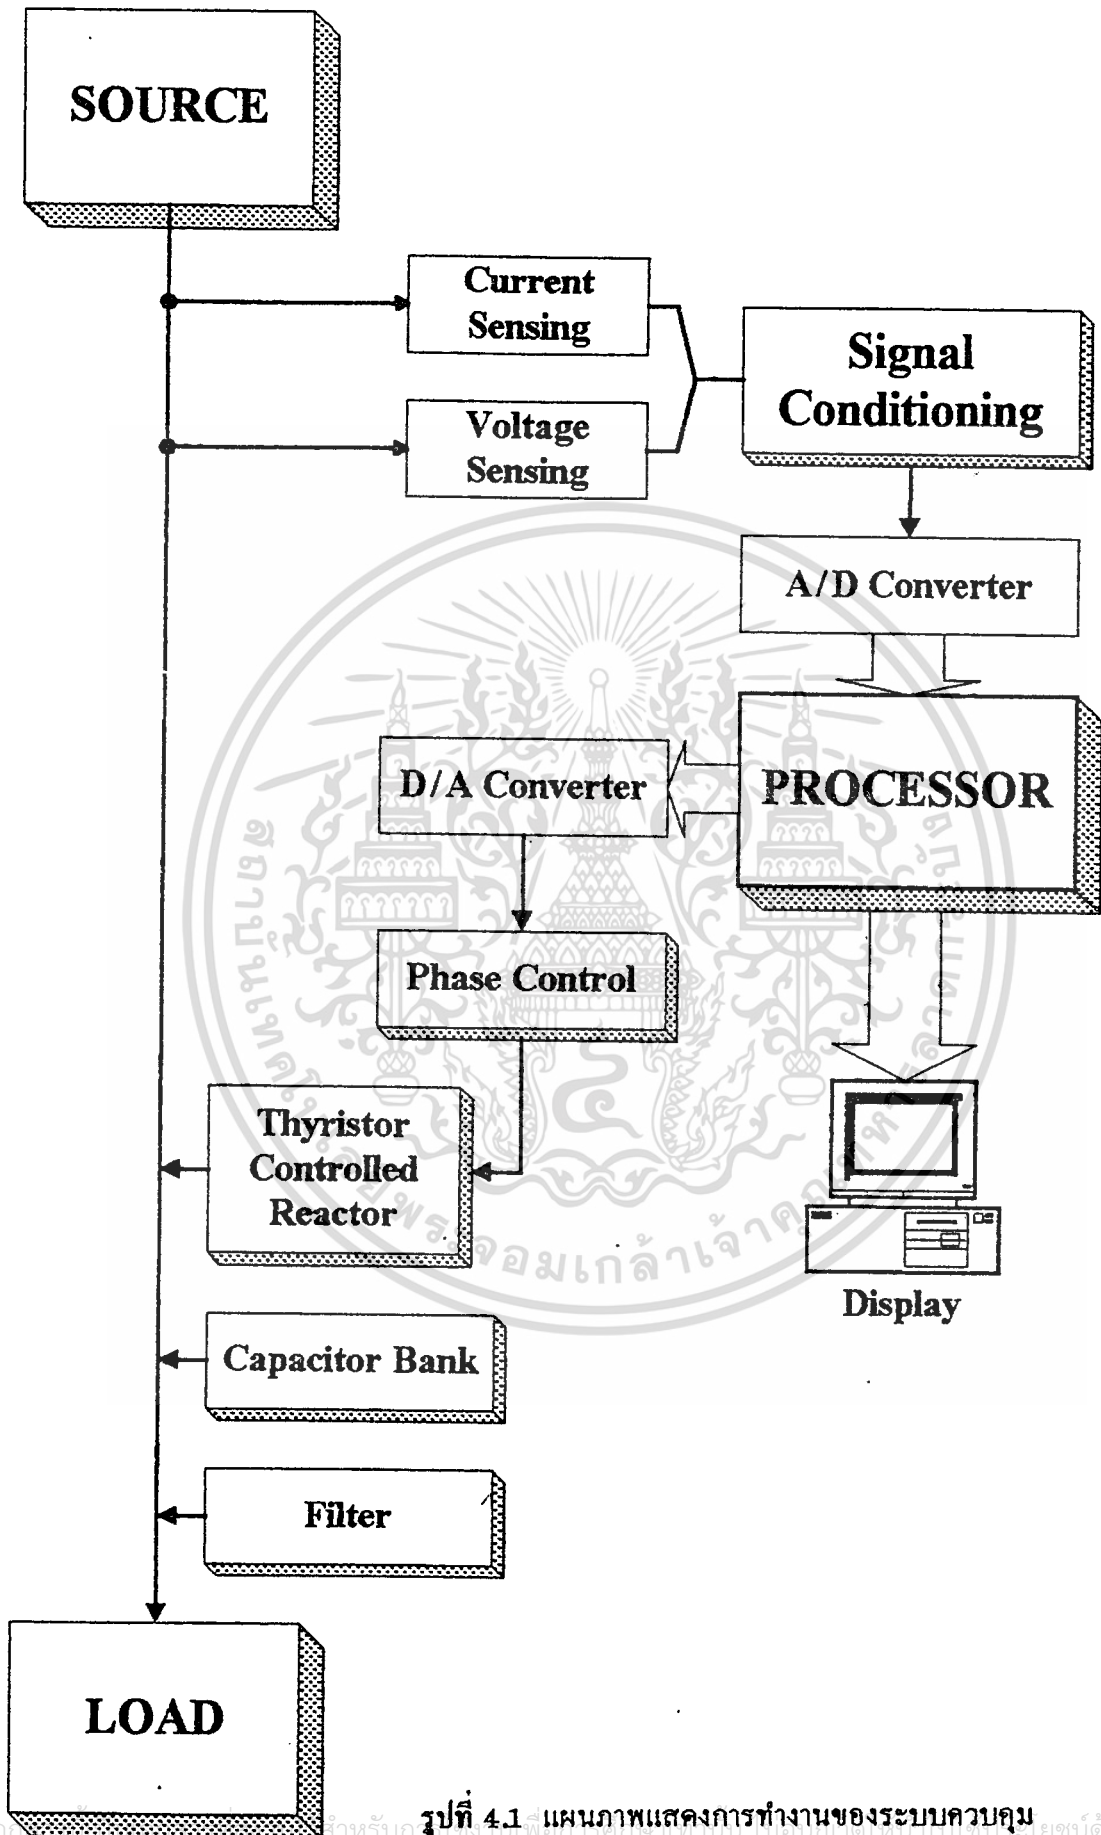 SOURCE
Current
Sensing
Voltage
Sensing
Signal
Conditioning
A/D Converter
PROCESSOR
D/A Converter
Phase Control
Thyristor
Controlled
Reactor
Display
Capacitor Bank
Filter
LOAD
รูปที่ 4.1 แผนภาพแสดงการทำงานของระบบควบคุม